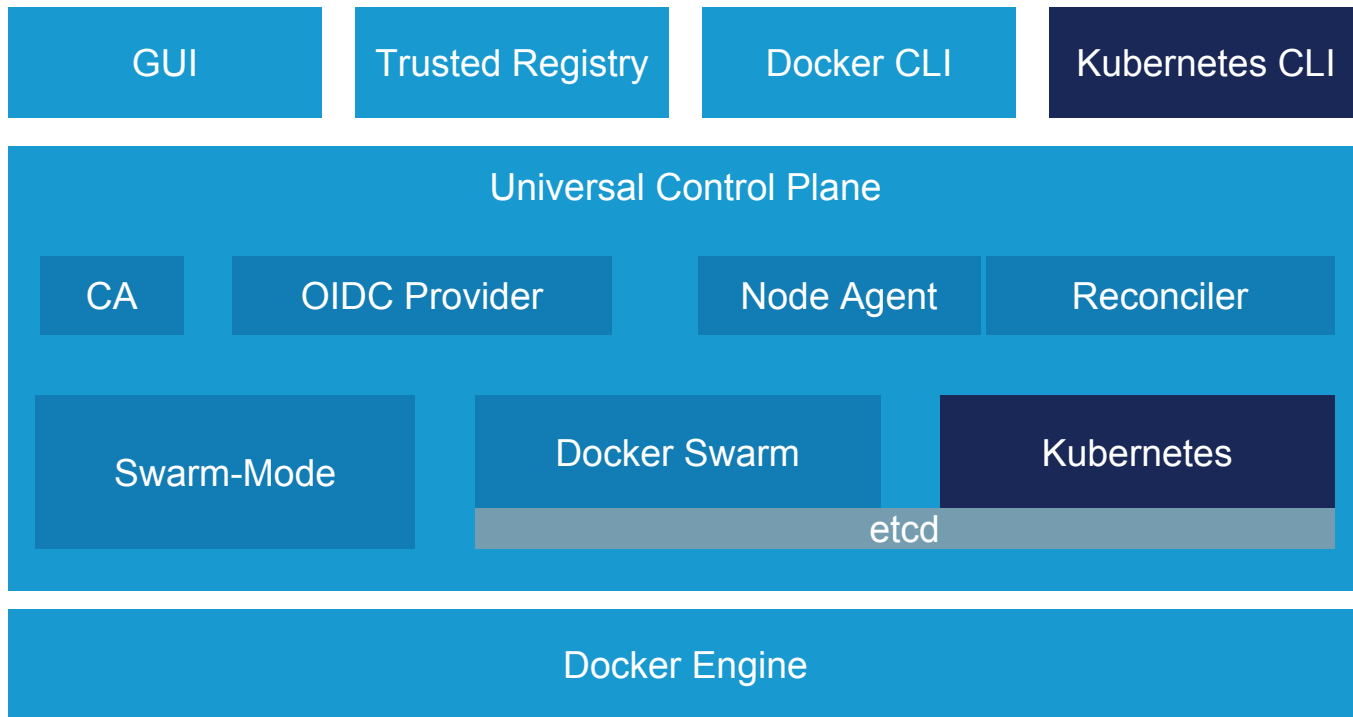 GUI
Trusted Registry
Docker CLI
Kubernetes CLI
Universal Control Plane
CA
OIDC Provider
Node Agent
Reconciler
Swarm-Mode
Docker Swarm
Kubernetes
etcd
Docker Engine